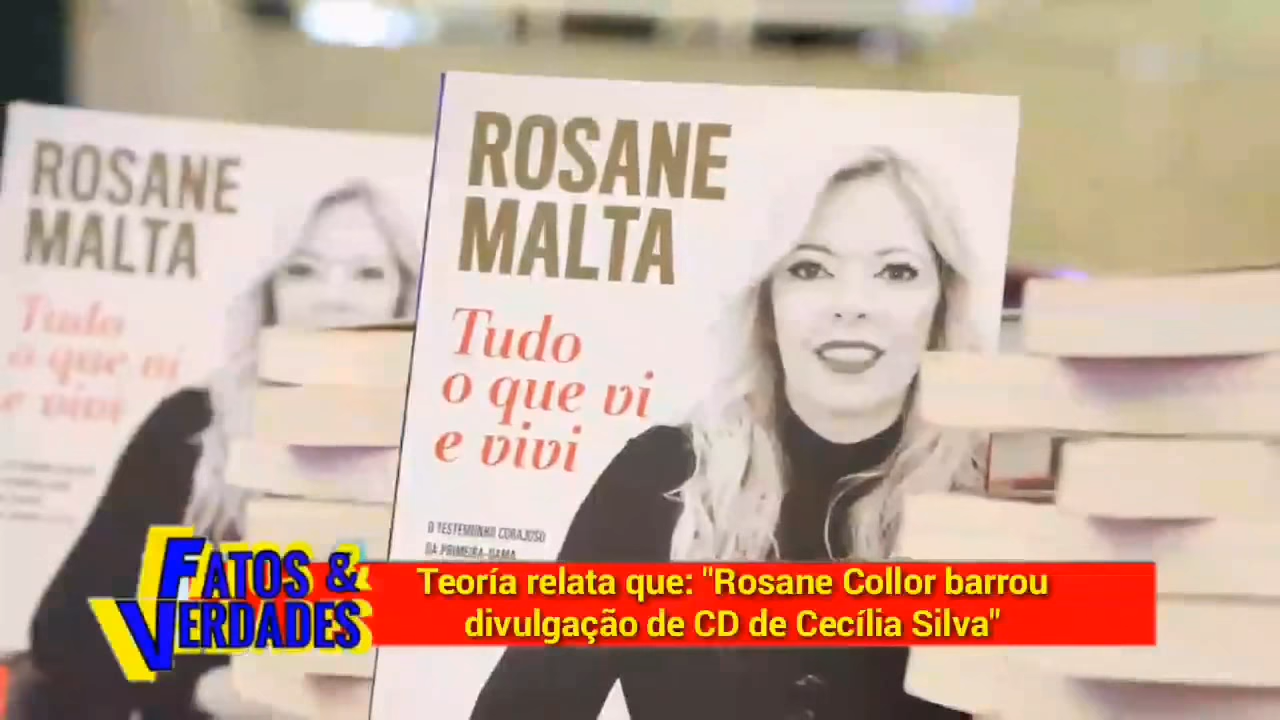 ROSANE
MALTA
Tudo
o que vi
e vivi
ROSANE
MALTA
Tudo
o que vi
e vivi
O TESTEMUNHO CORAJOSO
DA PRIMEIRA-DAMA
FATOS &
VERDADES
Teoría relata que: "Rosane Collor barrou
divulgação de CD de Cecília Silva"